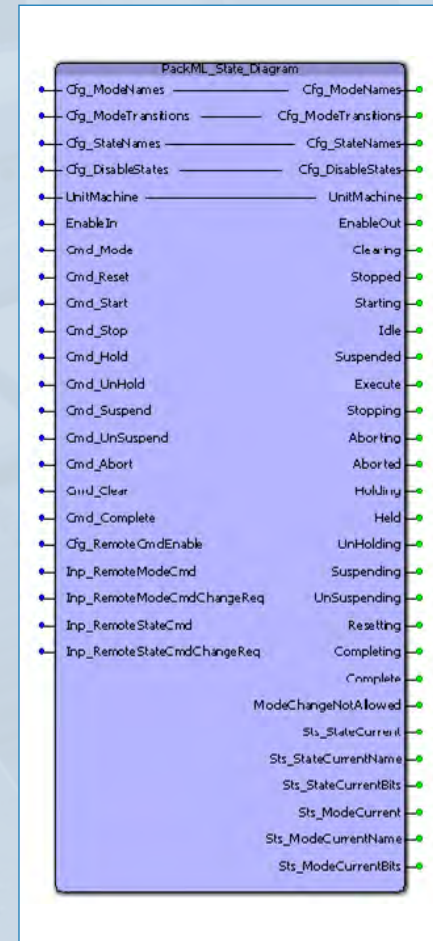 PackML_State_Diagram
Cfg_ModeNames Cfg_ModeNames
Cfg_ModeTransitions Cfg_ModeTransitions
Cfg_StateNames Cfg_StateNames
Cfg_DisableStates Cfg_DisableStates
UnitMachine UnitMachine
EnableIn EnableOut
Cmd_Mode Clearing
Cmd_Reset Stopped
Cmd_Start Starting
Cmd_Stop Idle
Cmd_Hold Suspended
Cmd_UnHold Execute
Cmd_Suspend Stopping
Cmd_UnSuspend Aborting
Cmd_Abort Aborted
Cmd_Clear Holding
Cmd_Complete Held
Cfg_RemoteCmdEnable UnHolding
Inp_RemoteModeCmd Suspending
Inp_RemoteModeCmdChangeReq UnSuspending
Inp_RemoteStateCmd Resetting
Inp_RemoteStateCmdChangeReq Completing
Complete
ModeChangeNotAllowed
Sts_StateCurrent
Sts_StateCurrentName
Sts_StateCurrentBits
Sts_ModeCurrent
Sts_ModeCurrentName
Sts_ModeCurrentBits